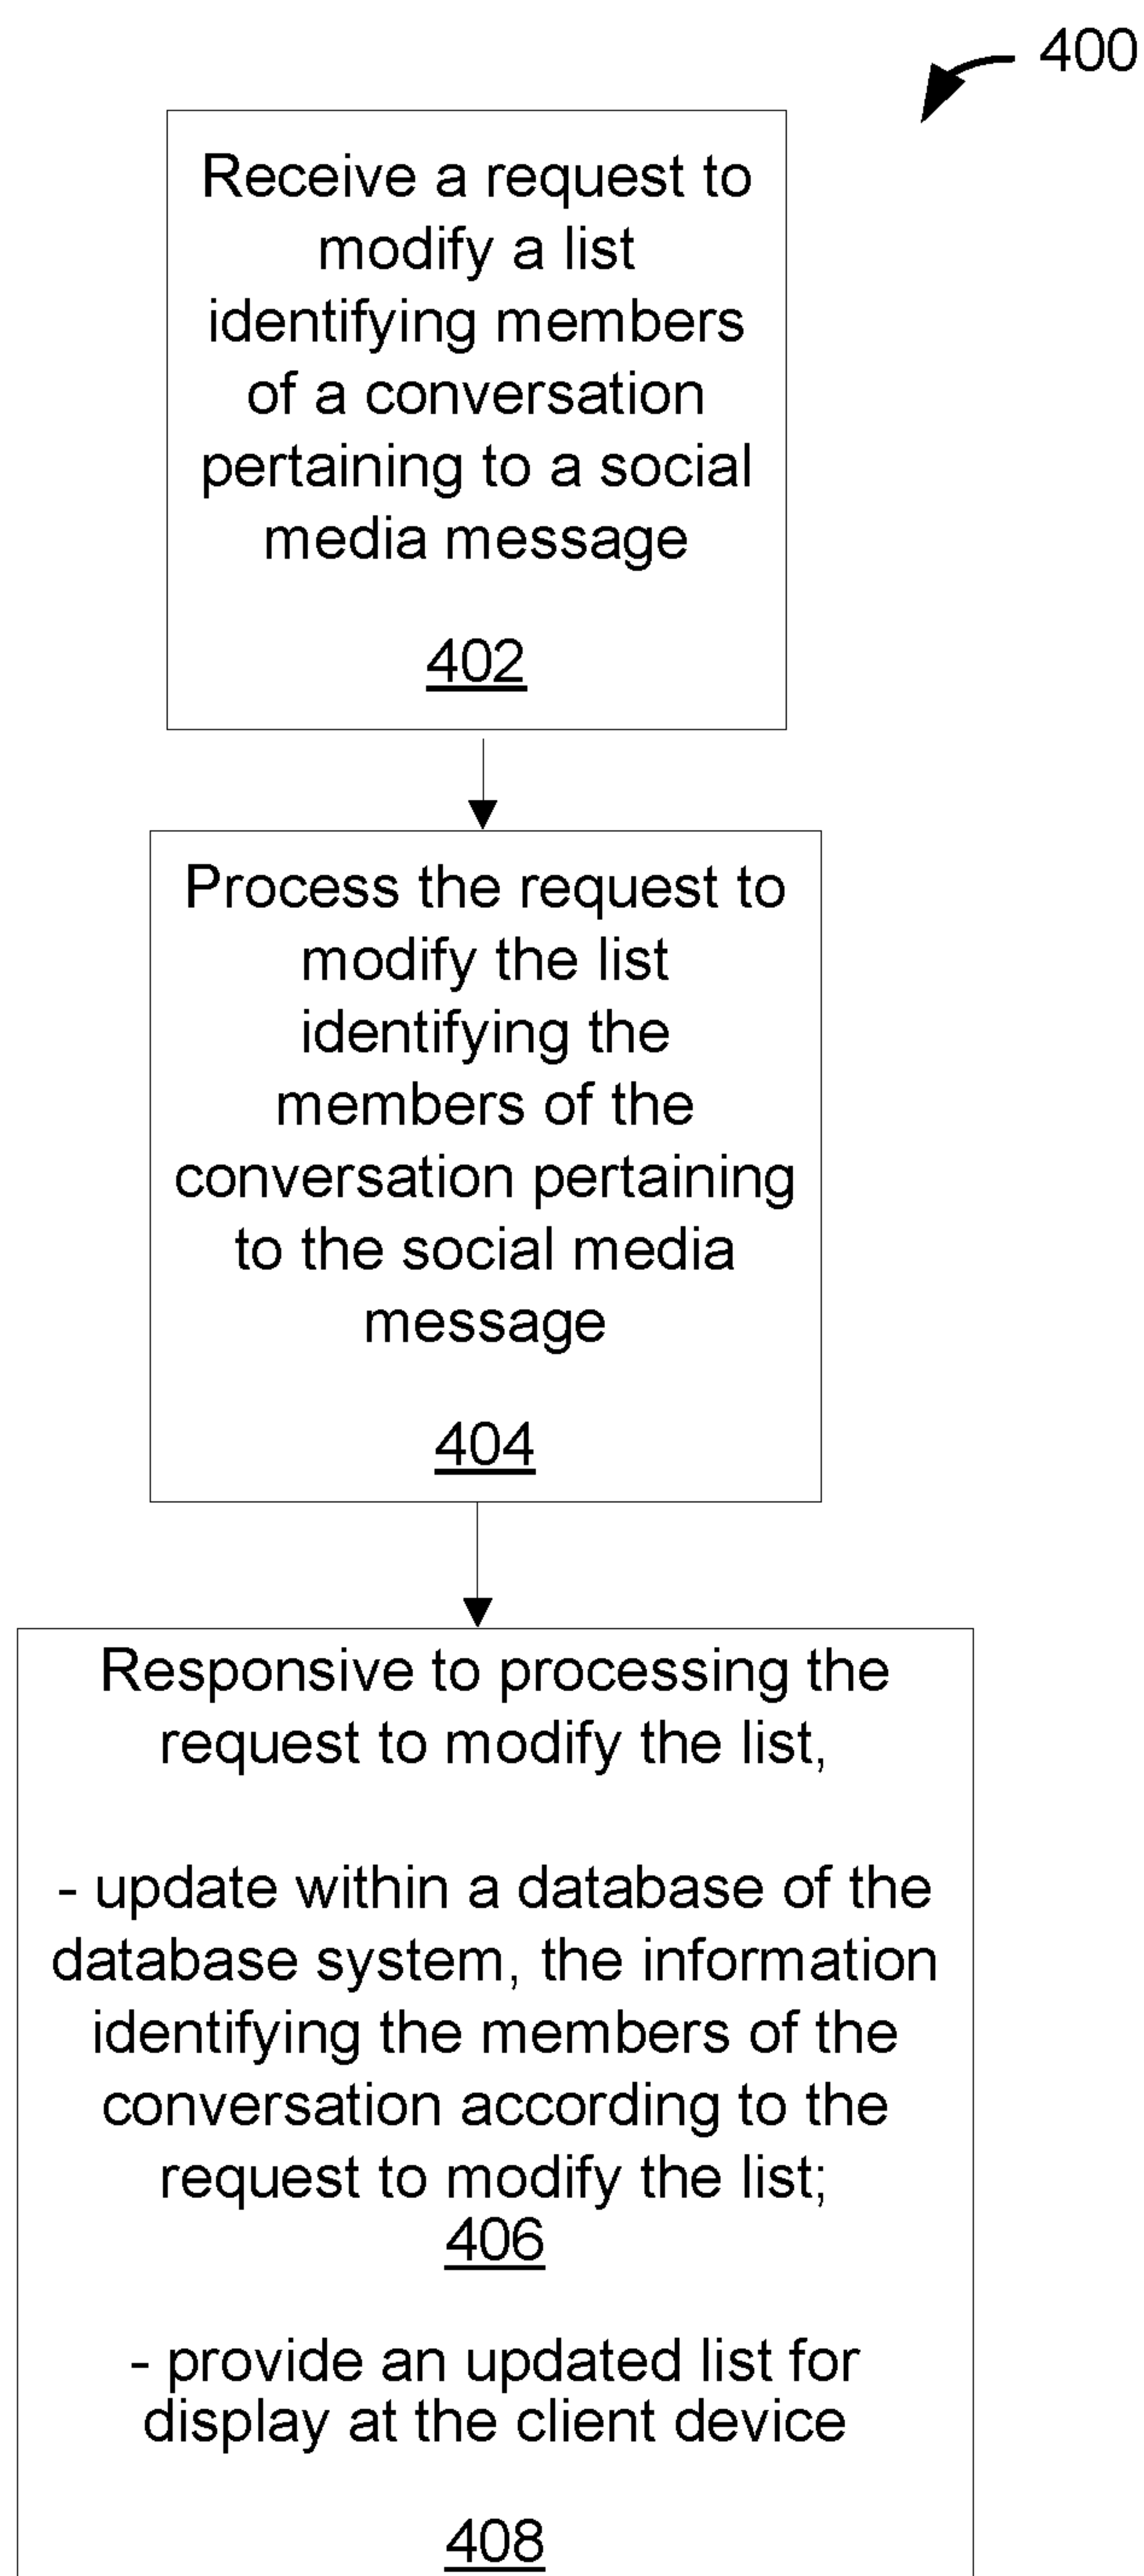 400
Receive a request to
modify a list
identifying members
of a conversation
pertaining to a social
media message
402
Process the request to
modify the list
identifying the
members of the
conversation pertaining
to the social media
message
404
Responsive to processing the
request to modify the list,
- update within a database of the
database system, the information
identifying the members of the
conversation according to the
request to modify the list;
406
- provide an updated list for
display at the client device
408